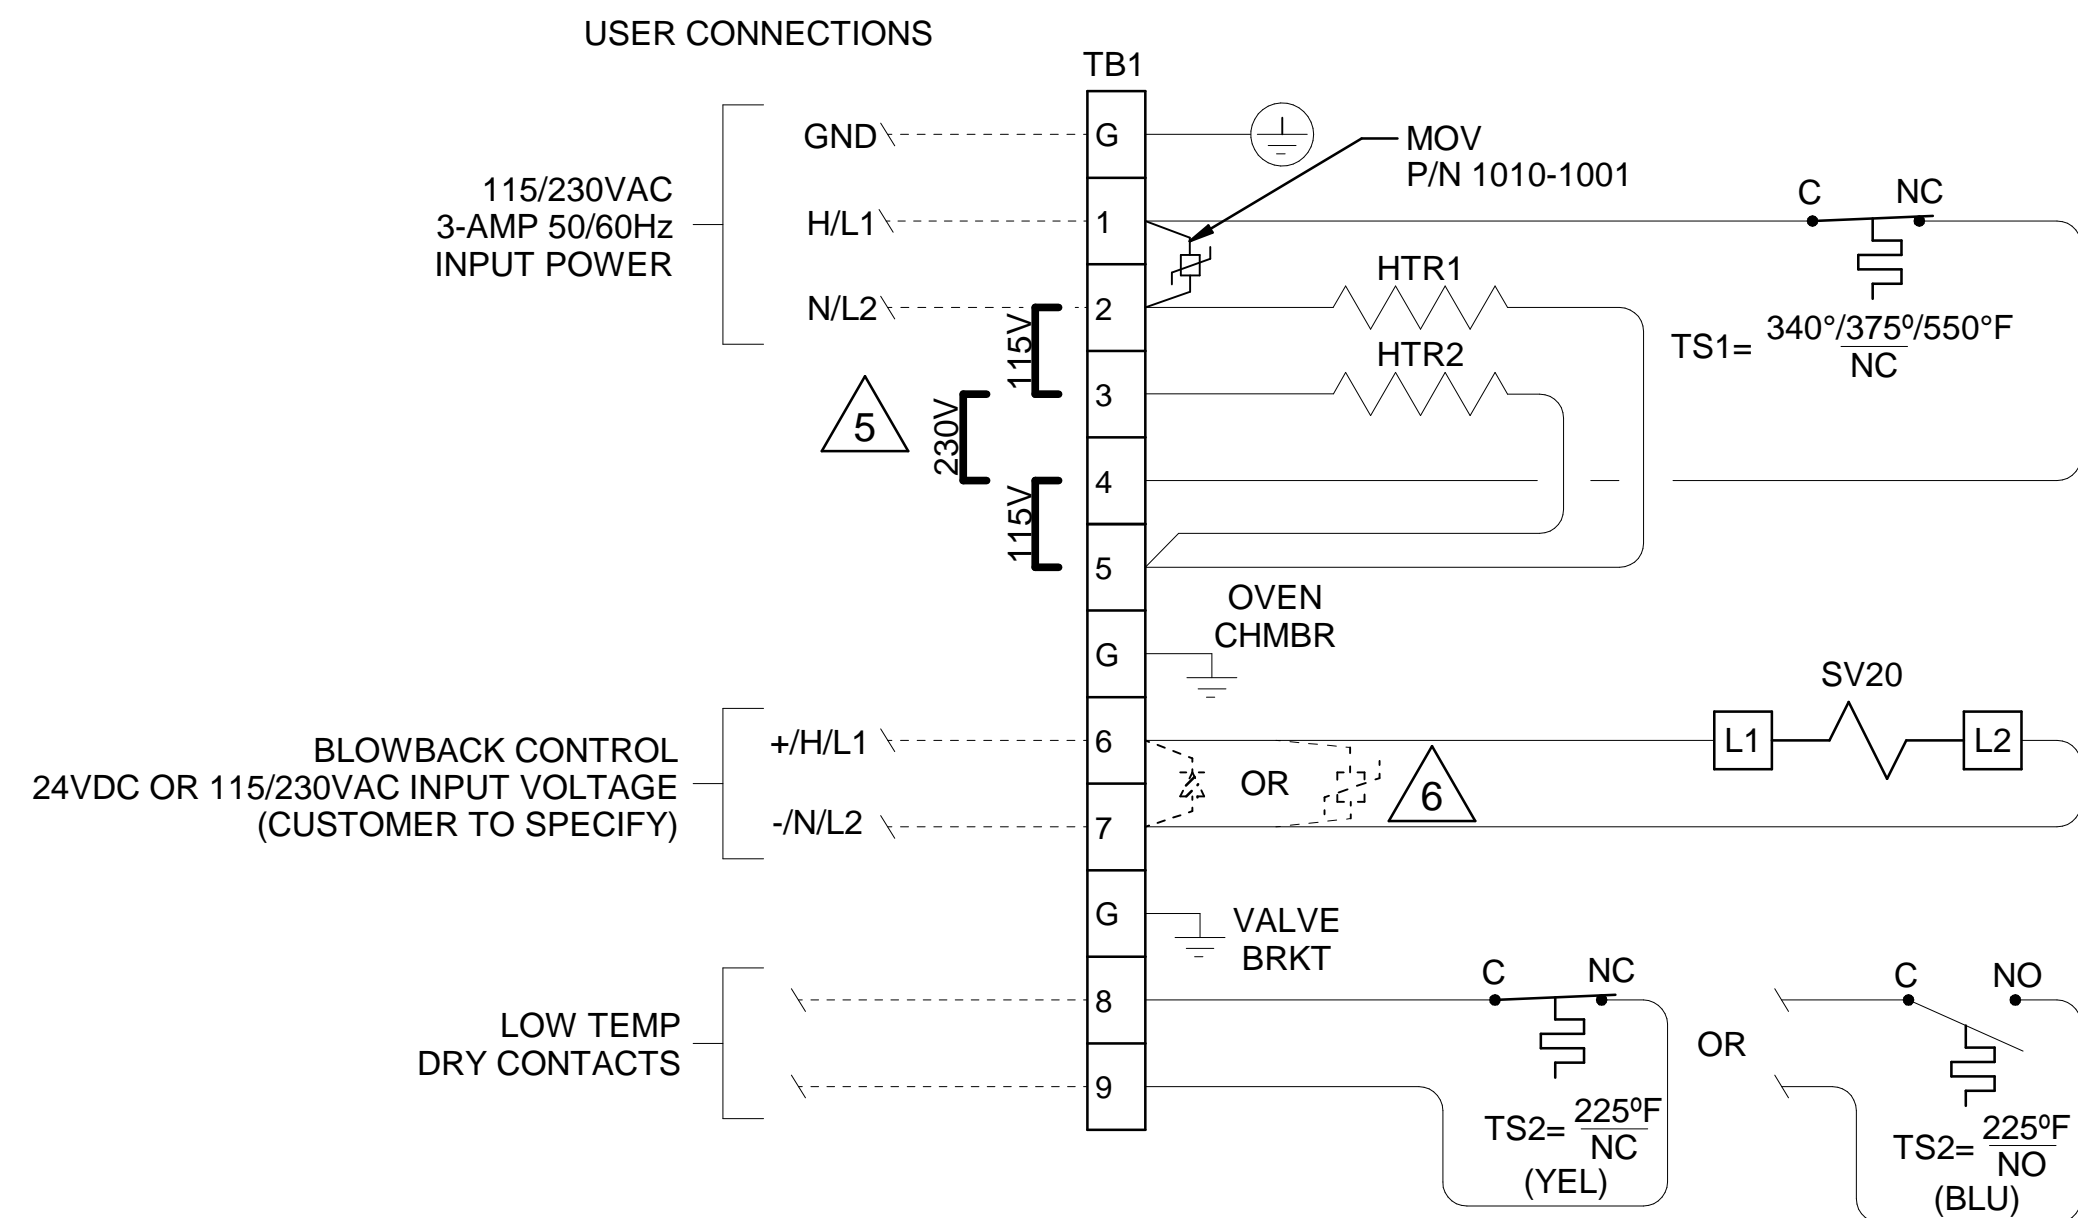 USER CONNECTIONS
TB1
GND
G
MOV
P/N 1010-1001
115/230VAC
3-AMP 50/60Hz
INPUT POWER
H/L1
1
C
NC
N/L2
2
HTR1
TS1= 340°/375º/550°F
NC
115V
3
HTR2
5
230V
4
115V
5
OVEN
CHMBR
G
SV20
BLOWBACK CONTROL
24VDC OR 115/230VAC INPUT VOLTAGE
(CUSTOMER TO SPECIFY)
+/H/L1
6
L1
L2
OR
6
-/N/L2
7
G
VALVE
BRKT
LOW TEMP
DRY CONTACTS
8
C
NC
OR
C
NO
9
TS2= 225ºF
NC
(YEL)
TS2= 225ºF
NO
(BLU)